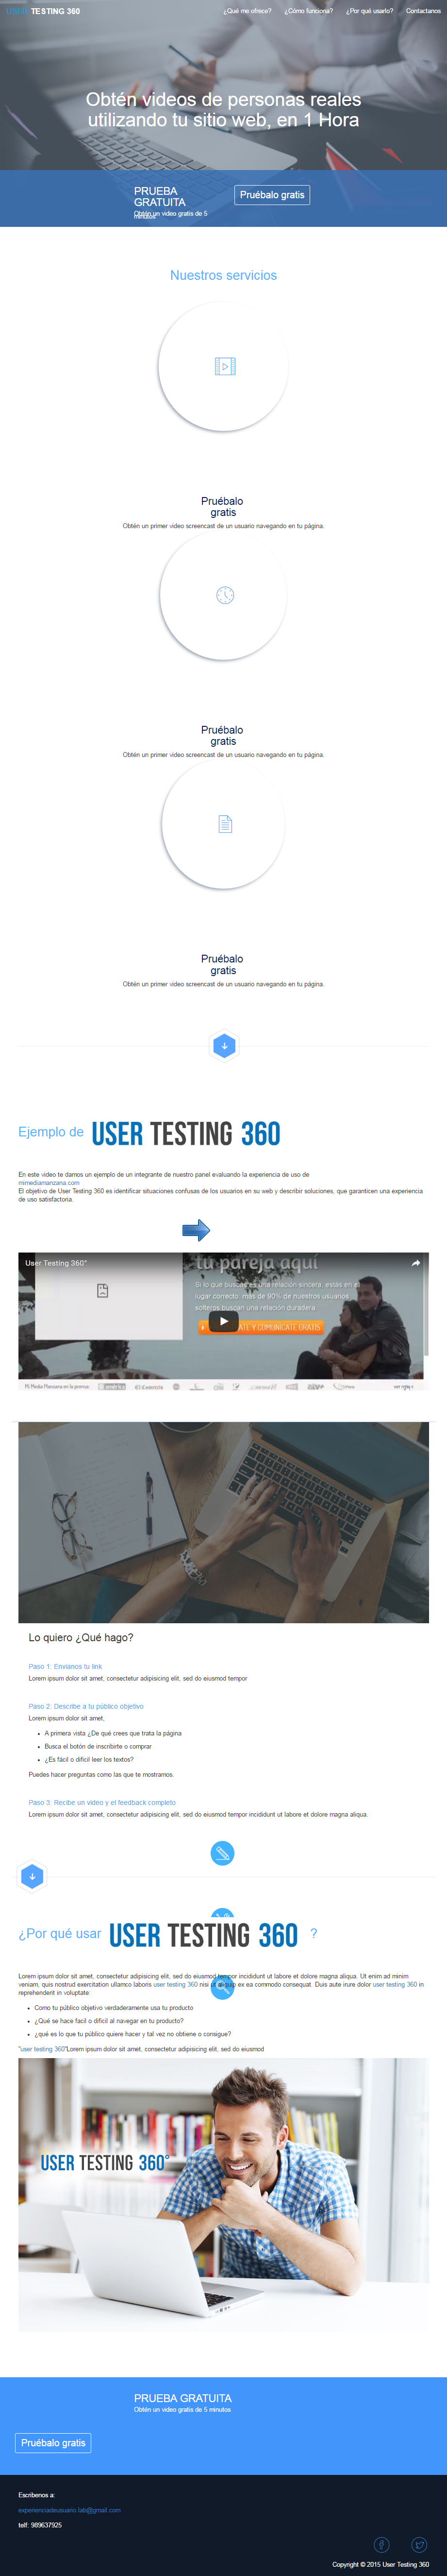 USER TESTING 360
¿Qué me ofrece?
¿Cómo funciona?
¿Por qué usarlo?
Contactanos
Obtén videos de personas reales
utilizando tu sitio web, en 1 Hora
PRUEBA
GRATUITA
Obtén un video gratis de 5
minutos
Pruébalo gratis
Nuestros servicios
Pruébalo
gratis
Obtén un primer video screencast de un usuario navegando en tu página.
Pruébalo
gratis
Obtén un primer video screencast de un usuario navegando en tu página.
Pruébalo
gratis
Obtén un primer video screencast de un usuario navegando en tu página.
Ejemplo de USER TESTING 360
En este video te damos un ejemplo de un integrante de nuestro panel evaluando la experiencia de uso de
mimediamanzana.com
El objetivo de User Testing 360 es identificar situaciones confusas de los usuarios en su web y describir soluciones, que garanticen una experiencia
de uso satisfactoria.
User Testing 360°
tu pareja aquí
Si lo que buscas es una relación sincera, estás en el
lugar correcto: más de 90% de nuestros usuarios
solteros buscan una relación duradera.
ATE Y COMUNÍCATE GRATIS
Mi Media Manzana en la prensa:
Lo quiero ¿Qué hago?
Paso 1: Envianos tu link
Lorem ipsum dolor sit amet, consectetur adipisicing elit, sed do eiusmod tempor
Paso 2: Describe a tu público objetivo
Lorem ipsum dolor sit amet,
A primera vista ¿De qué crees que trata la página
Busca el botón de inscribirte o comprar
¿Es fácil o dificil leer los textos?
Puedes hacer preguntas como las que te mostramos.
Paso 3: Recibe un video y el feedback completo
Lorem ipsum dolor sit amet, consectetur adipisicing elit, sed do eiusmod tempor incididunt ut labore et dolore magna aliqua.
¿Por qué usar USER TESTING 360 ?
Lorem ipsum dolor sit amet, consectetur adipisicing elit, sed do eiusmod tempor incididunt ut labore et dolore magna aliqua. Ut enim ad minim
veniam, quis nostrud exercitation ullamco laboris user testing 360 nisi ut aliquip ex ea commodo consequat. Duis aute irure dolor user testing 360 in
reprehenderit in voluptate:
Como tu público objetivo verdaderamente usa tu producto
¿Qué se hace facil o dificil al navegar en tu producto?
¿qué es lo que tu público quiere hacer y tal vez no obtiene o consigue?
"user testing 360"Lorem ipsum dolor sit amet, consectetur adipisicing elit, sed do eiusmod
USER TESTING 360°
PRUEBA GRATUITA
Obtén un video gratis de 5 minutos
Pruébalo gratis
Escribenos a:
experienciadeusuario.lab@gmail.com
telf: 989637925
Copyright © 2015 User Testing 360